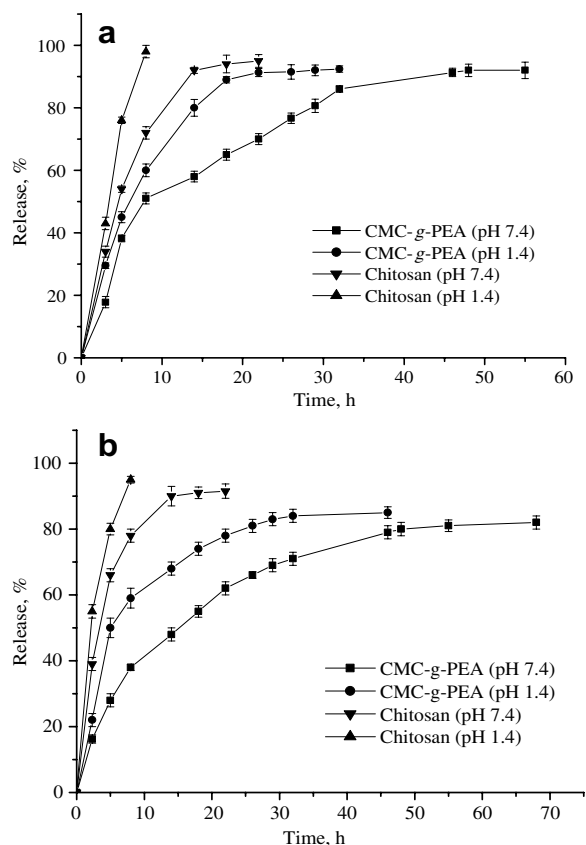 a
100
80
60
40
20
0
Release, %
CMC-g-PEA (pH 7.4)
CMC-g-PEA (pH 1.4)
Chitosan (pH 7.4)
Chitosan (pH 1.4)
0 10 20 30 40 50 60
Time, h
b
100
80
60
40
20
0
Release, %
CMC-g-PEA (pH 7.4)
CMC-g-PEA (pH 1.4)
Chitosan (pH 7.4)
Chitosan (pH 1.4)
0 10 20 30 40 50 60 70
Time, h